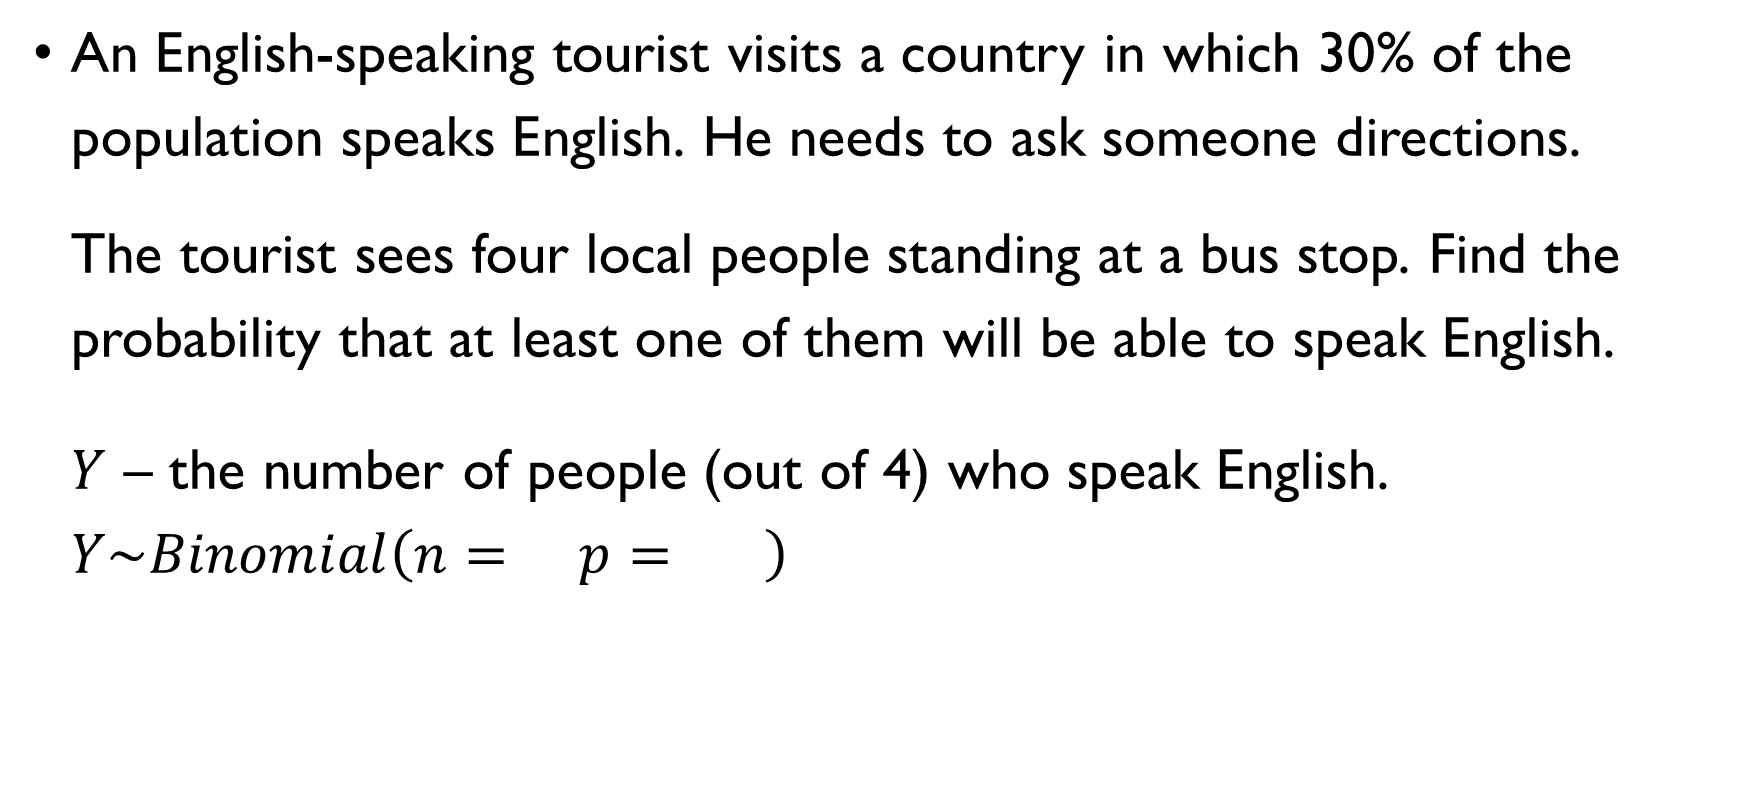 • An English-speaking tourist visits a country in which 30% of the
population speaks English. He needs to ask someone directions.
The tourist sees four local people standing at a bus stop. Find the
probability that at least one of them will be able to speak English.
Y – the number of people (out of 4) who speak English.
Y~Binomial(n = p = )